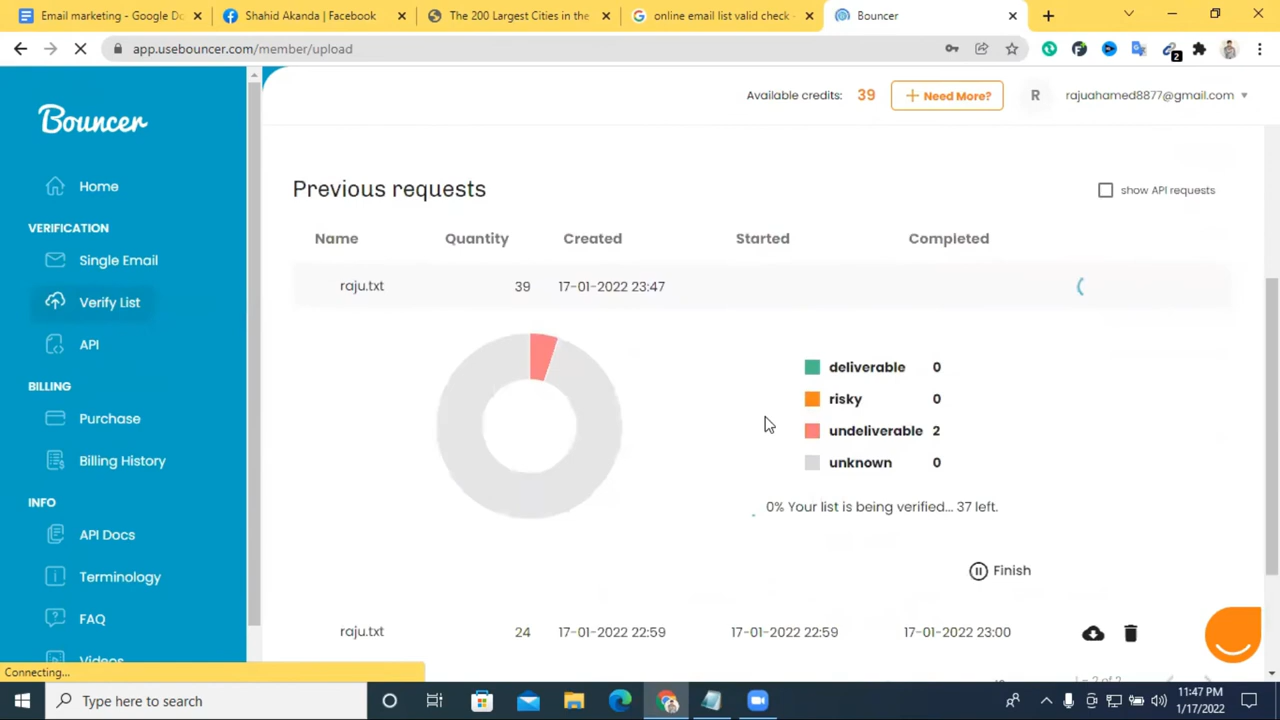 Email marketing - Google Do
Shahid Akanda | Facebook
The 200 Largest Cities in the
online email list valid check -
Bouncer
app.usebouncer.com/member/upload
2
Bouncer
Available credits: 39
Need More?
R
rajuahamed8877@gmail.com
Home
VERIFICATION
Single Email
Verify List
API
BILLING
Purchase
Billing History
INFO
API Docs
Terminology
FAQ
Videos
Previous requests
show API requests
Name Quantity Created Started Completed
raju.txt 39 17-01-2022 23:47
deliverable 0
risky 0
undeliverable 2
unknown 0
0% Your list is being verified... 37 left.
Finish
raju.txt 24 17-01-2022 22:59 17-01-2022 22:59 17-01-2022 23:00
Connecting...
Type here to search
11:47 PM
1/17/2022